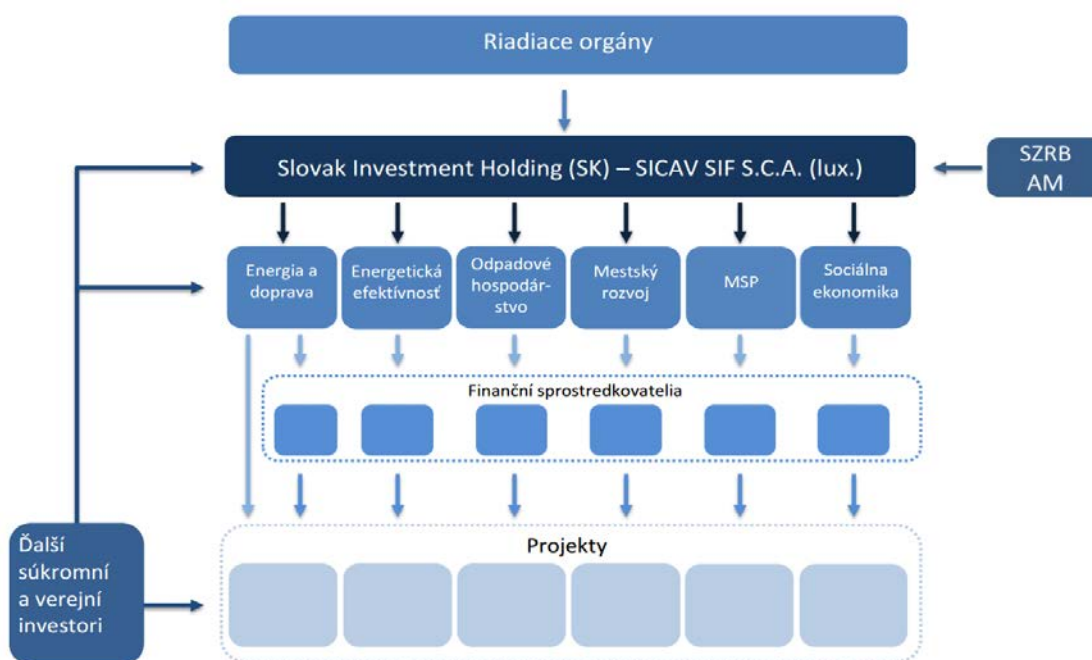 Riadiace orgány
Slovak Investment Holding (SK) – SICAV SIF S.C.A. (lux.)
SZRB
AM
Energia a
doprava
Energetická
efektívnosť
Odpadové
hospodár-
stvo
Mestský
rozvoj
MSP
Sociálna
ekonomika
Finanční sprostredkovatelia
Projekty
Ďalší
súkromní
a verejní
investori